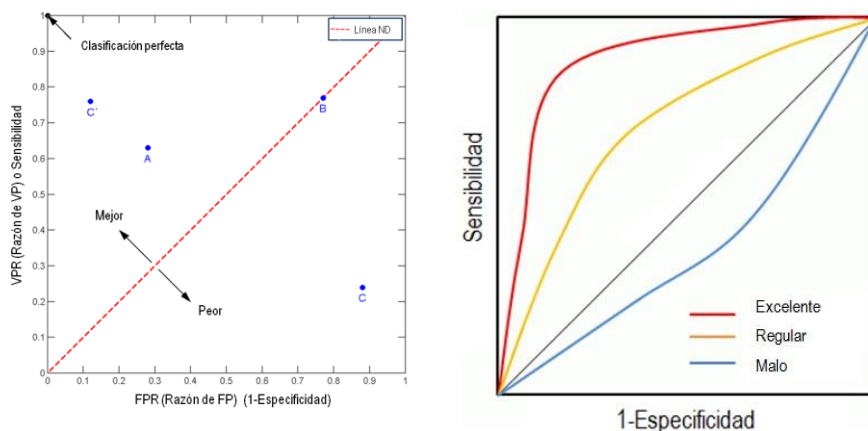 Clasificación perfecta
Línea ND
C´
A
B
C
Mejor
Peor
VPR (Razón de VP) o Sensibilidad
1
0.9
0.8
0.7
0.6
0.5
0.4
0.3
0.2
0.1
0
0 0.1 0.2 0.3 0.4 0.5 0.6 0.7 0.8 0.9 1
FPR (Razón de FP) (1-Especificidad)
Sensibilidad
Excelente
Regular
Malo
1-Especificidad